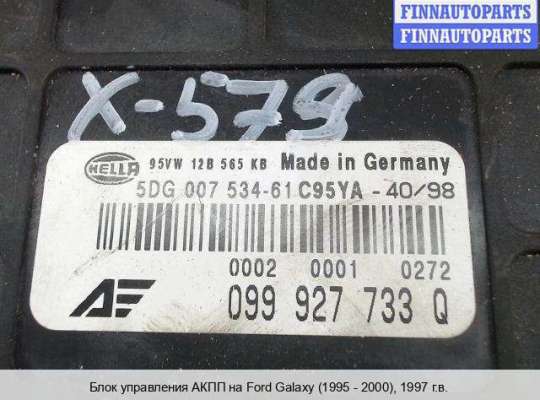 FINNAUTOPARTS
FINNAUTOPARTS
FINNAUTOPARTS
X-579
HELLA 95VW 12B 565 KB Made in Germany
5DG 007 534-61 C95YA - 40/98
0002 0001 0272
099 927 733 Q
Блок управления АКПП на Ford Galaxy (1995 - 2000), 1997 г.в.